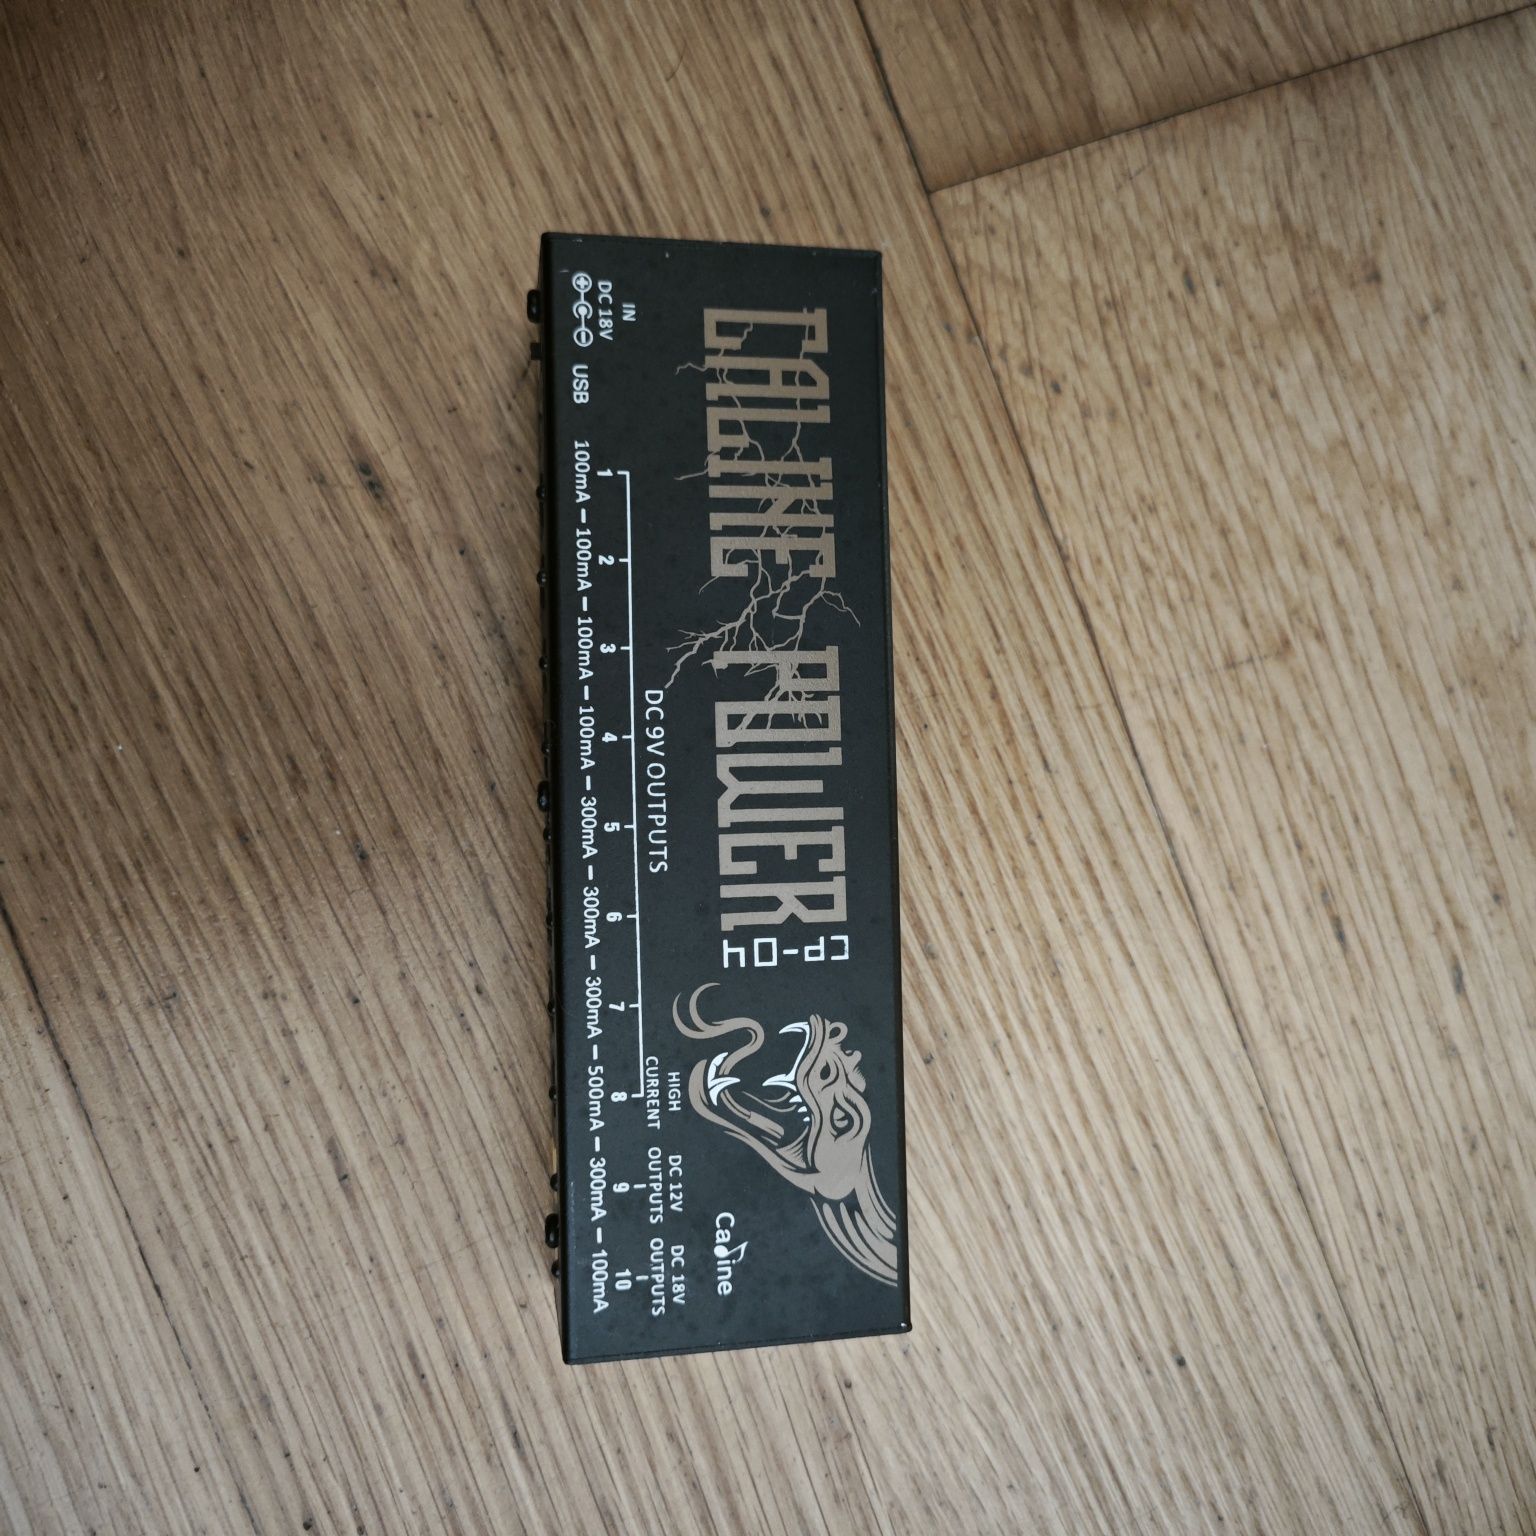 CALINE POWER
CP-10J
Caline
DC 9V OUTPUTS
HIGH CURRENT
DC 12V OUTPUTS
DC 18V OUTPUTS
IN
DC 18V
USB
1 2 3 4 5 6 7 8 9 10
100mA – 100mA – 100mA – 100mA – 300mA – 300mA – 300mA – 500mA – 300mA – 100mA